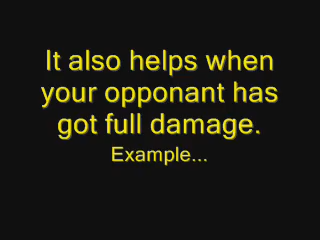 It also helps when
your opponant has
got full damage.
Example...